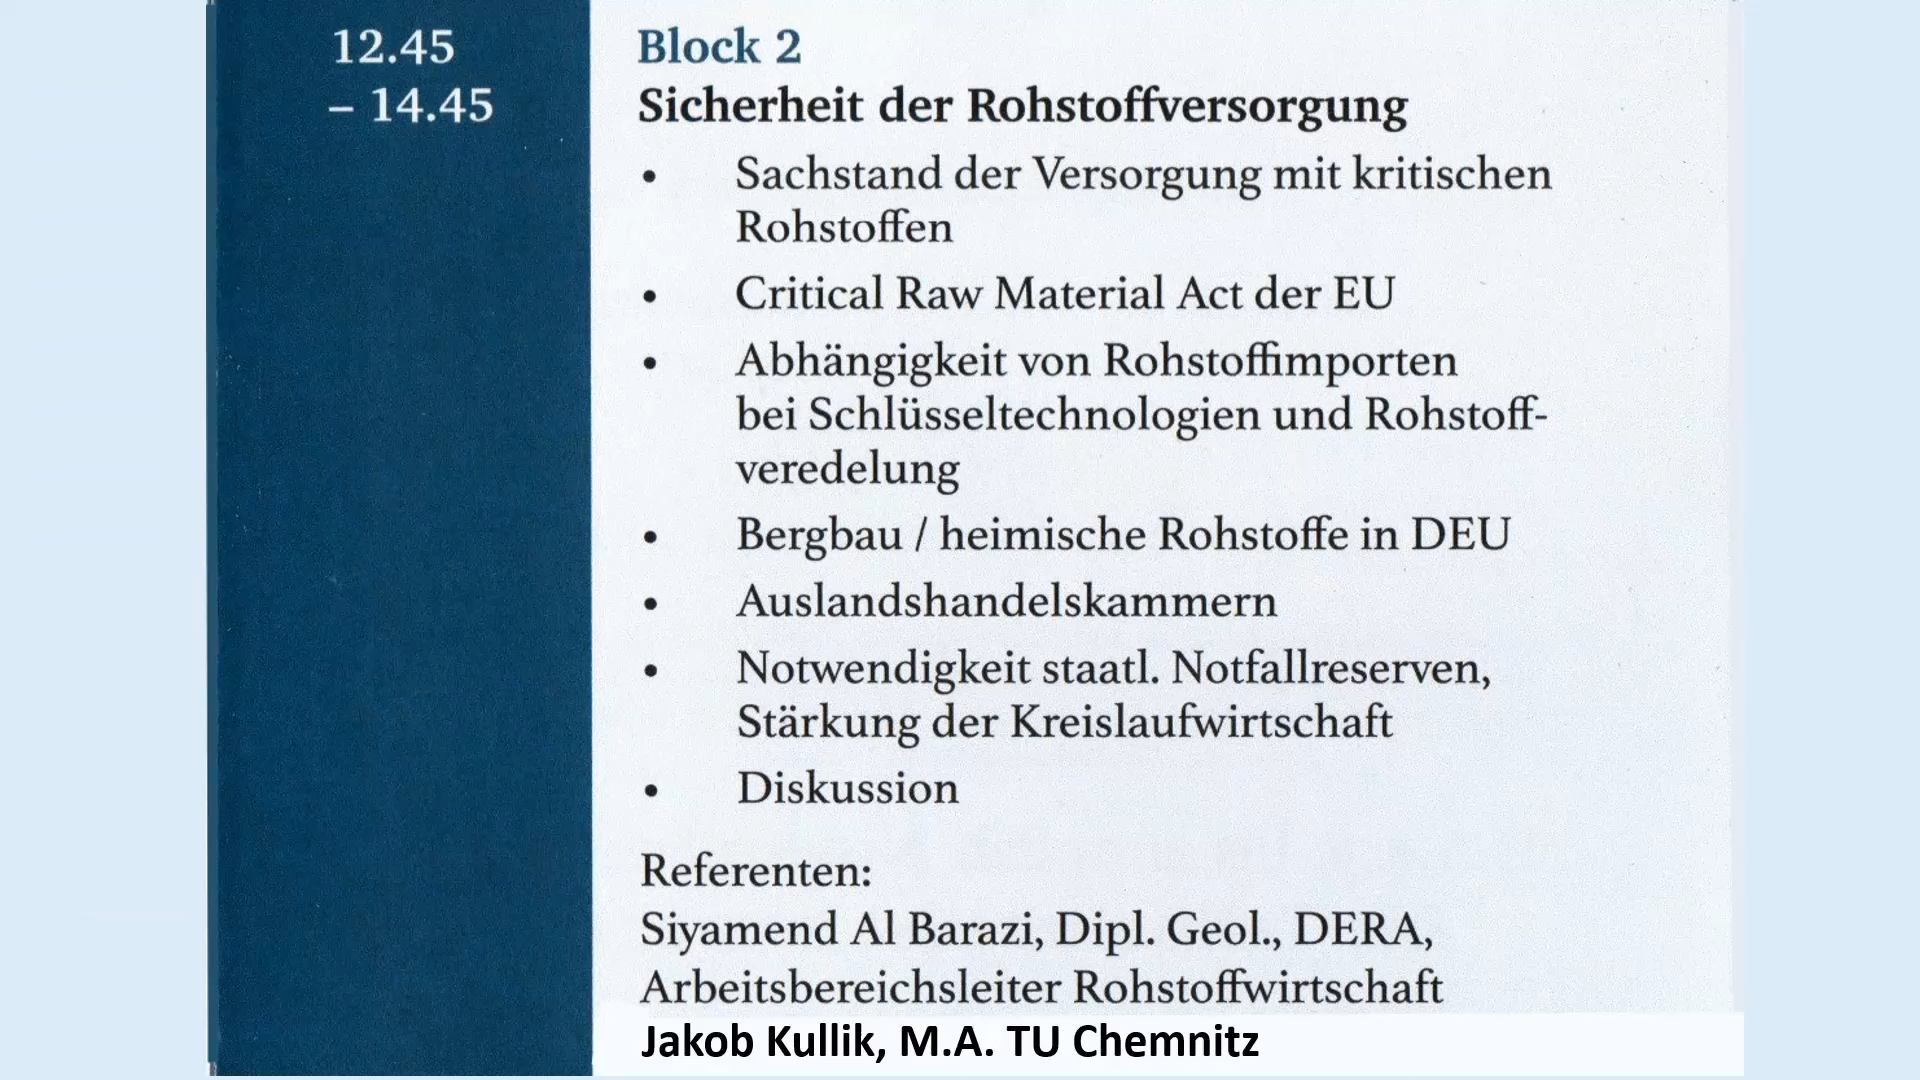 12.45
– 14.45
Block 2
Sicherheit der Rohstoffversorgung
• Sachstand der Versorgung mit kritischen
Rohstoffen
• Critical Raw Material Act der EU
• Abhängigkeit von Rohstoffimporten
bei Schlüsseltechnologien und Rohstoff-
veredelung
• Bergbau / heimische Rohstoffe in DEU
• Auslandshandelskammern
• Notwendigkeit staatl. Notfallreserven,
Stärkung der Kreislaufwirtschaft
• Diskussion
Referenten:
Siyamend Al Barazi, Dipl. Geol., DERA,
Arbeitsbereichsleiter Rohstoffwirtschaft
Jakob Kullik, M.A. TU Chemnitz